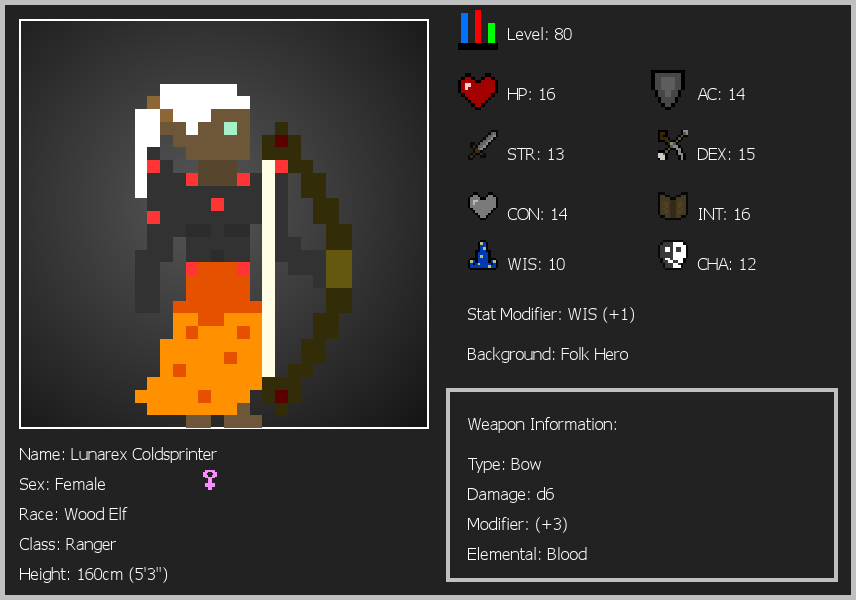 Level: 80
HP: 16
AC: 14
STR: 13
DEX: 15
CON: 14
INT: 16
WIS: 10
CHA: 12
Stat Modifier: WIS (+1)
Background: Folk Hero
Weapon Information:
Type: Bow
Damage: d6
Modifier: (+3)
Elemental: Blood
Name: Lunarex Coldsprinter
Sex: Female
Race: Wood Elf
Class: Ranger
Height: 160cm (5'3")